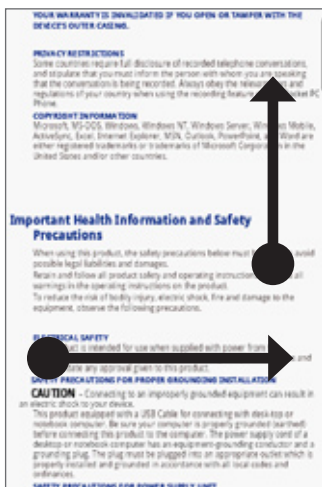 YOUR WARRANTY IS INVALIDATED IF YOU OPEN OR TAMPER WITH THE
DEVICE'S OUTER CASING.
PRIVACY RESTRICTIONS
Some countries require full disclosure of recorded telephone conversations,
and stipulate that you must inform the person with whom you are speaking
that the conversation is being recorded. Always obey the relevant and
regulations of your country when using the recording feature PC
Phone.
COPYRIGHT INFORMATION
Microsoft, MS-DOS, Windows, Windows NT, Windows Server, Mobile,
ActiveSync, Excel, Internet Explorer, MSN, Outlook, PowerPoint, Word are
either registered trademarks or trademarks of Microsoft Corporation in the
United States and/or other countries.
Important Health Information and Safety
Precautions
When using this product, the safety precautions below must avoid
possible legal liabilities and damages.
Retain and follow all product safety and operating instructions all
warnings in the operating instructions on the product.
To reduce the risk of bodily injury, electric shock, fire and damage to the
equipment, observe the following precautions.
ELECTRICAL SAFETY
is intended for use when supplied with power from
and
any approval given to this product.
SAFETY PRECAUTIONS FOR PROPER GROUNDING INSTALLATION
CAUTION - Connecting to an improperly grounded equipment can result in
an electric shock to your device.
This product equipped with a USB Cable for connecting with desk-top or
notebook computer. Be sure your computer is properly grounded (earthed)
before connecting this product to the computer. The power supply cord of a
desktop or notebook computer has an equipment-grounding conductor and a
grounding plug. The plug must be plugged into an appropriate outlet which is
properly installed and grounded in accordance with all local codes and
ordinances.
SAFETY PRECAUTIONS FOR POWER SUPPLY UNIT